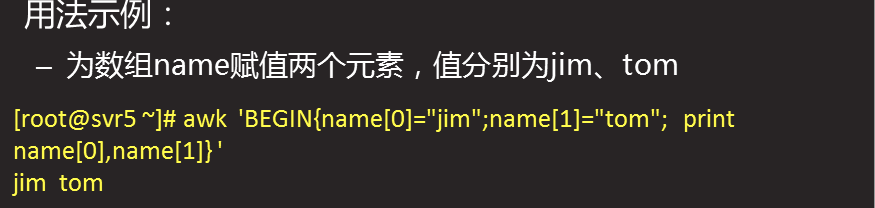 用法示例：
– 为数组name赋值两个元素，值分别为jim、tom
[root@svr5 ~]# awk 'BEGIN{name[0]="jim";name[1]="tom"; print
name[0],name[1]} '
jim tom